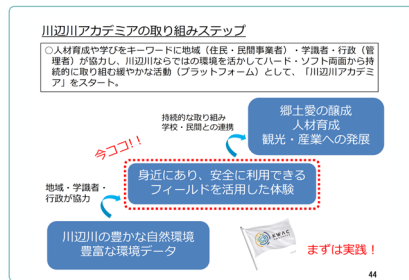 川辺川アカデミアの取り組みステップ
○人材育成や学びをキーワードに地域（住民・民間事業者）・学識者・行政（管
理者）が協力し、川辺川ならではの環境を活かしてハード・ソフト両面から持
続的に取り組む緩やかな活動（プラットフォーム）として、「川辺川アカデミ
ア」をスタート。
持続的な取り組み
学校・民間との連携
郷土愛の醸成
人材育成
観光・産業への発展
今ココ!!
身近にあり、安全に利用できる
フィールドを活用した体験
地域・学識者・
行政が協力
川辺川の豊かな自然環境
豊富な環境データ
KWAC
まずは実践！
44